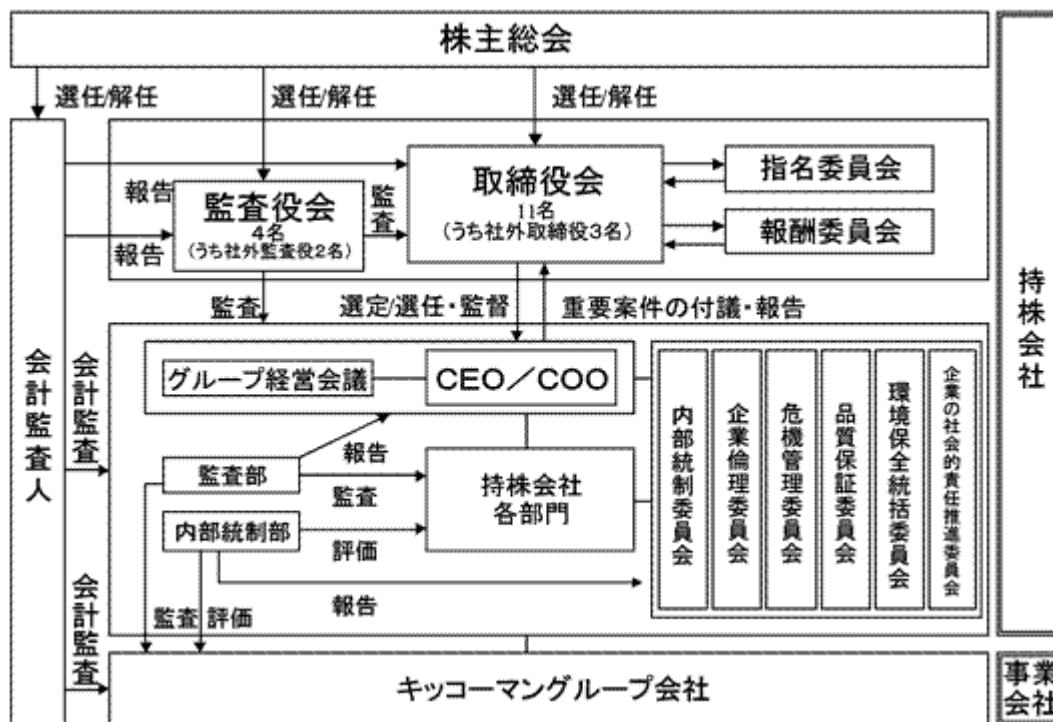 株主総会
選任/解任
選任/解任
選任/解任
持株会社
会計監査人
報告
報告
監査役会
4名
(うち社外監査役2名)
監査
取締役会
11名
(うち社外取締役3名)
指名委員会
報酬委員会
監査
選定/選任・監督
重要案件の付議・報告
会計監査
グループ経営会議
CEO/COO
監査部
報告
監査
内部統制部
評価
報告
持株会社
各部門
内部統制委員会
企業倫理委員会
危機管理委員会
品質保証委員会
環境保全統括委員会
企業の社会的責任推進委員会
会計監査
監査
評価
キッコーマングループ会社
事業
会社